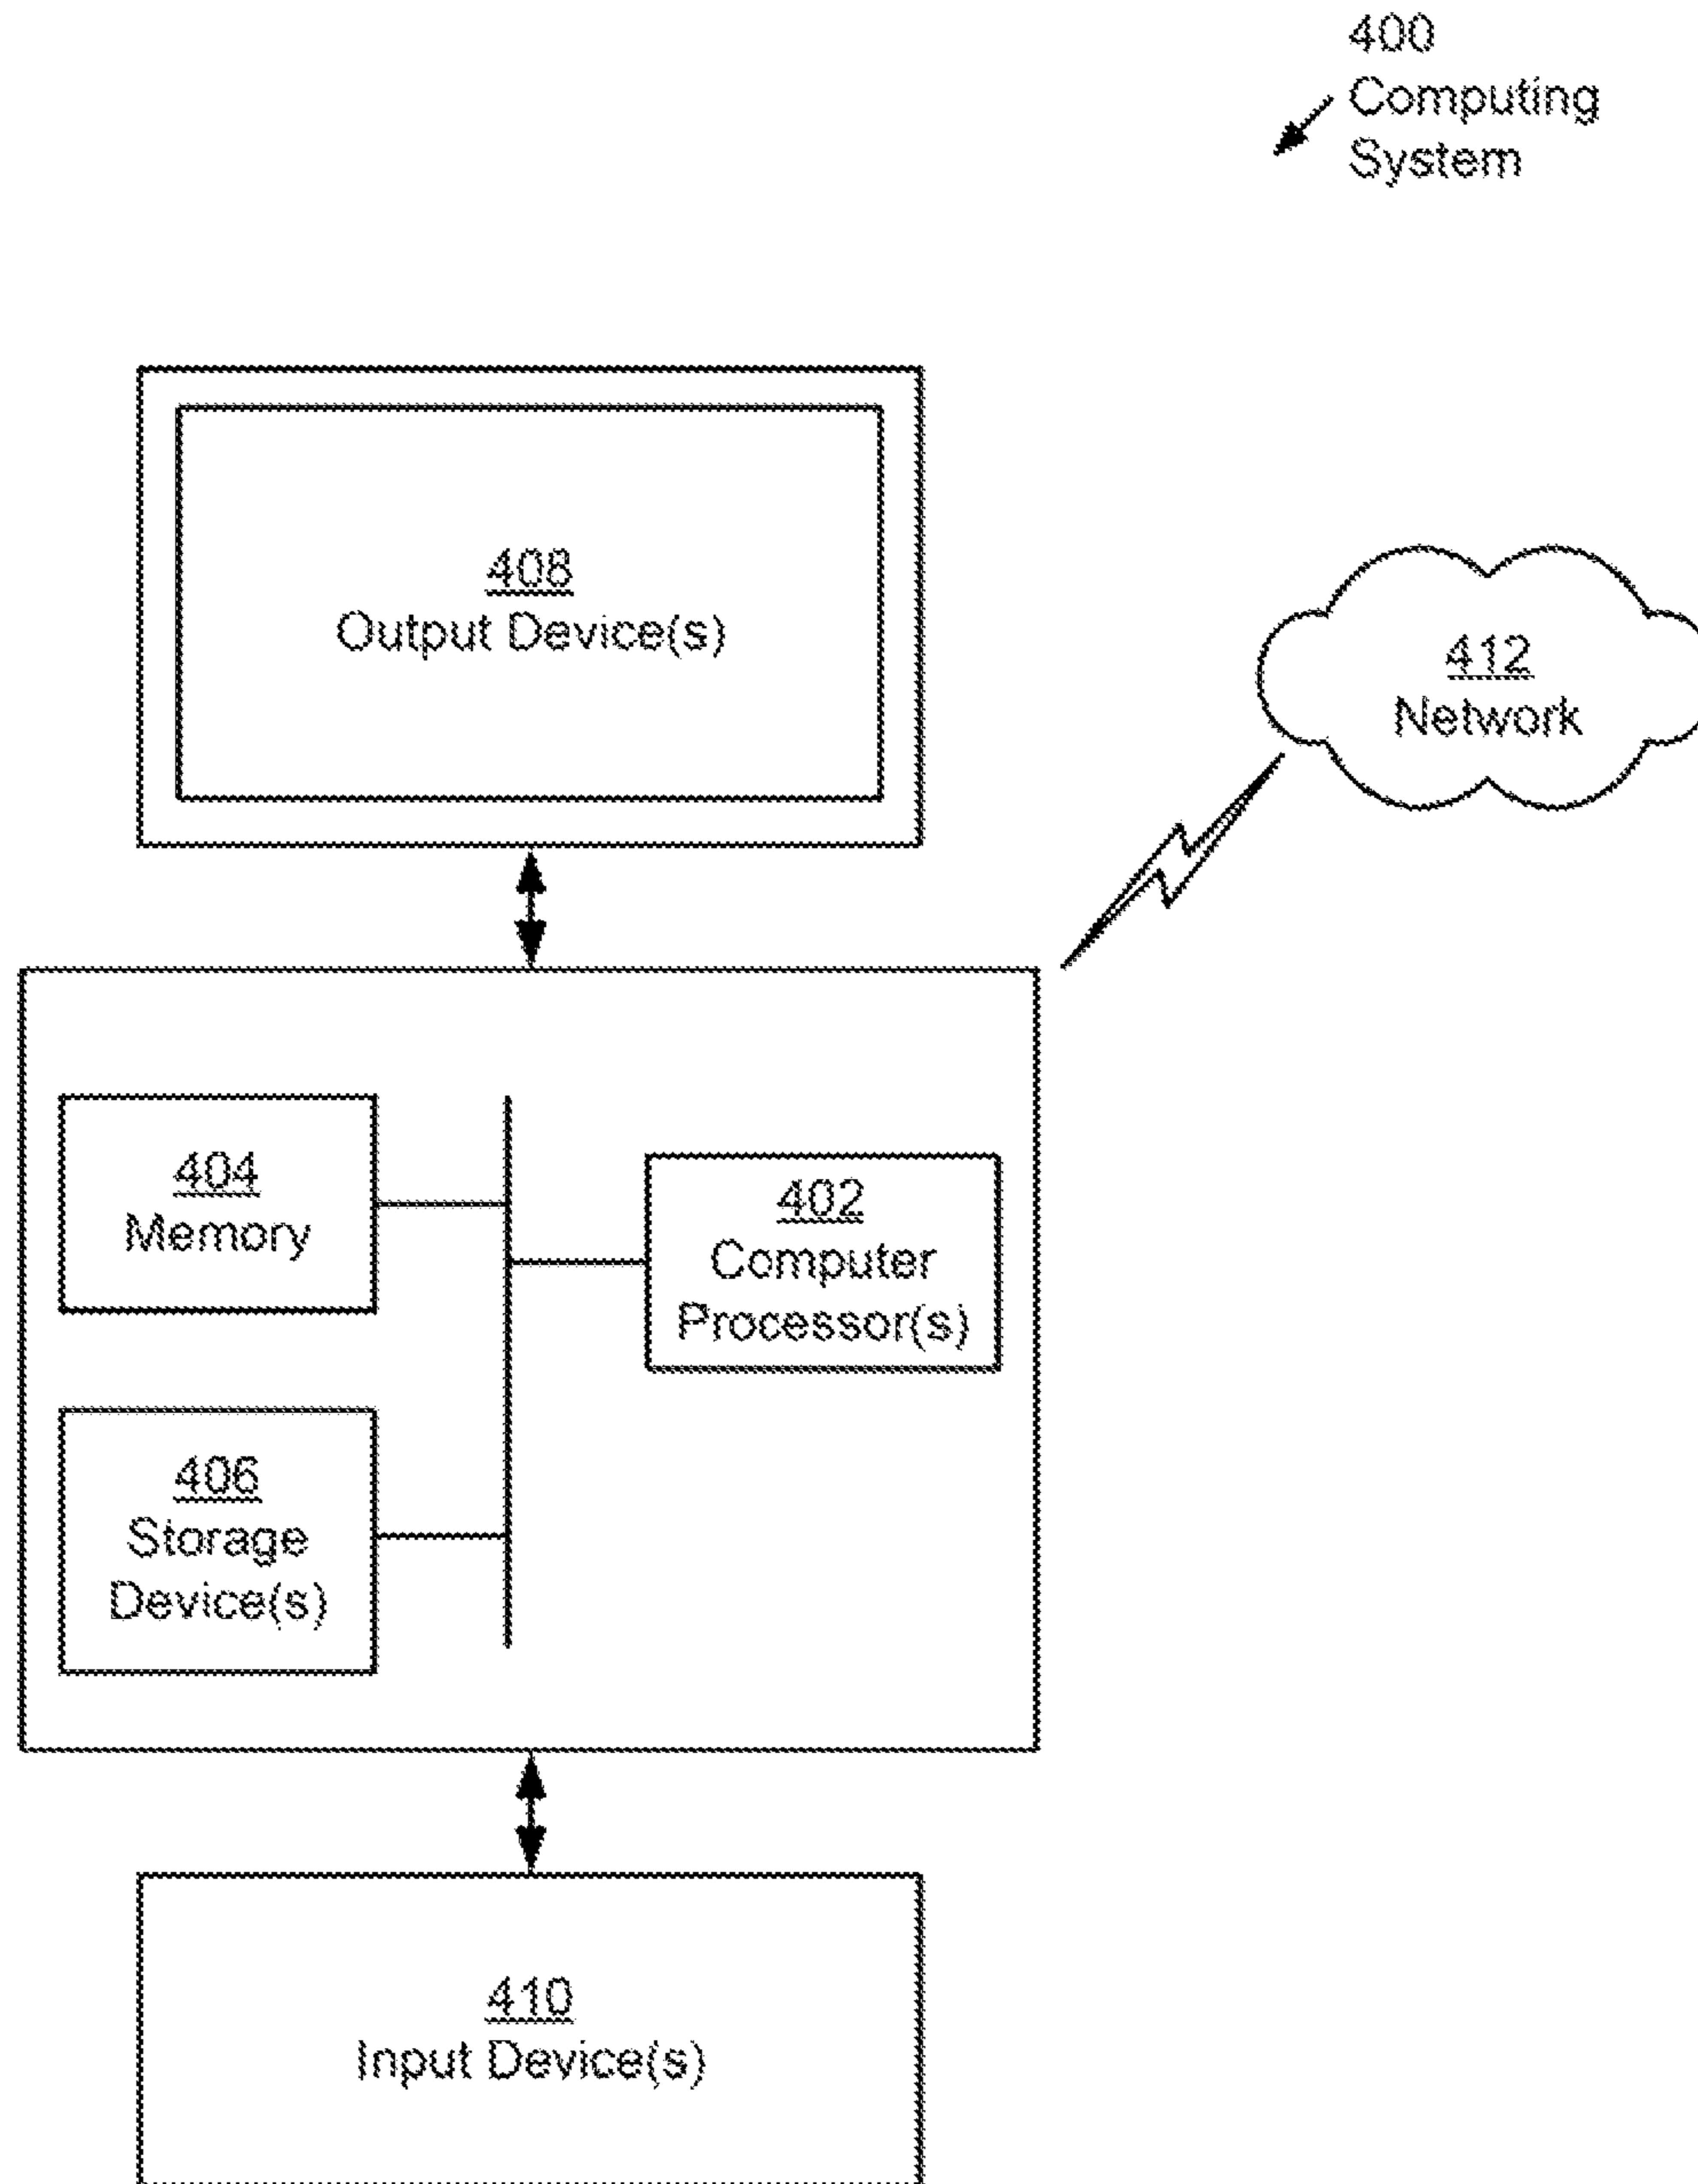 400
Computing
System
408
Output Device(s)
412
Network
404
Memory
402
Computer
Processor(s)
406
Storage
Device(s)
410
Input Device(s)